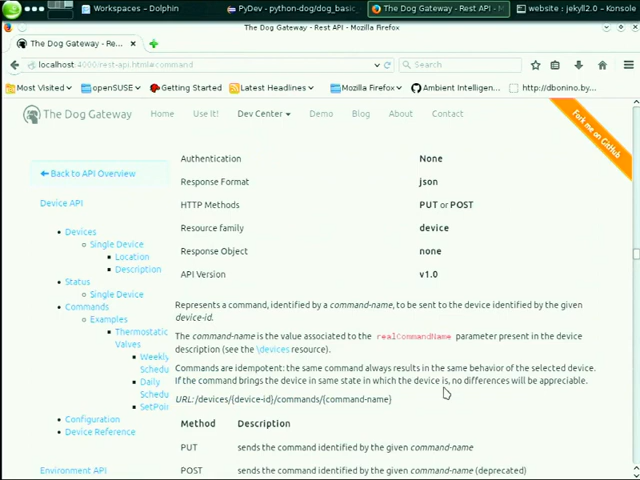 Workspaces – Dolphin
PyDev - python-dog/dog_basic_
The Dog Gateway - Rest API - M
website : jekyll2.0 – Konsole
The Dog Gateway - Rest API - Mozilla Firefox
The Dog Gateway - Rest ...
localhost:4000/rest-api.html#command
Search
Most Visited
openSUSE
Getting Started
Latest Headlines
Mozilla Firefox
Ambient Intelligen...
http://dbonino.by...
The Dog Gateway
Home
Use It!
Dev Center
Demo
Blog
About
Contact
Fork me on GitHub
Back to API Overview
Device API
Devices
Single Device
Location
Description
Status
Single Device
Commands
Examples
Thermostatic
Valves
Weekly
Schedu
Daily
Schedu
SetPoin
Configuration
Device Reference
Environment API
Authentication None
Response Format json
HTTP Methods PUT or POST
Resource family device
Response Object none
API Version v1.0
Represents a command, identified by a command-name, to be sent to the device identified by the given
device-id.
The command-name is the value associated to the realCommandName parameter present in the device
description (see the \devices resource).
Commands are idempotent: the same command always results in the same behavior of the selected device.
If the command brings the device in same state in which the device is, no differences will be appreciable.
URL: /devices/{device-id}/commands/{command-name}
Method Description
PUT sends the command identified by the given command-name
POST sends the command identified by the given command-name (deprecated)